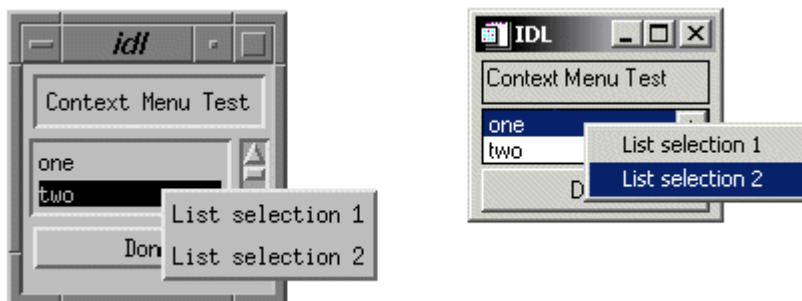 idl
Context Menu Test
one
two
List selection 1
List selection 2
IDL
Context Menu Test
one
two
List selection 1
List selection 2